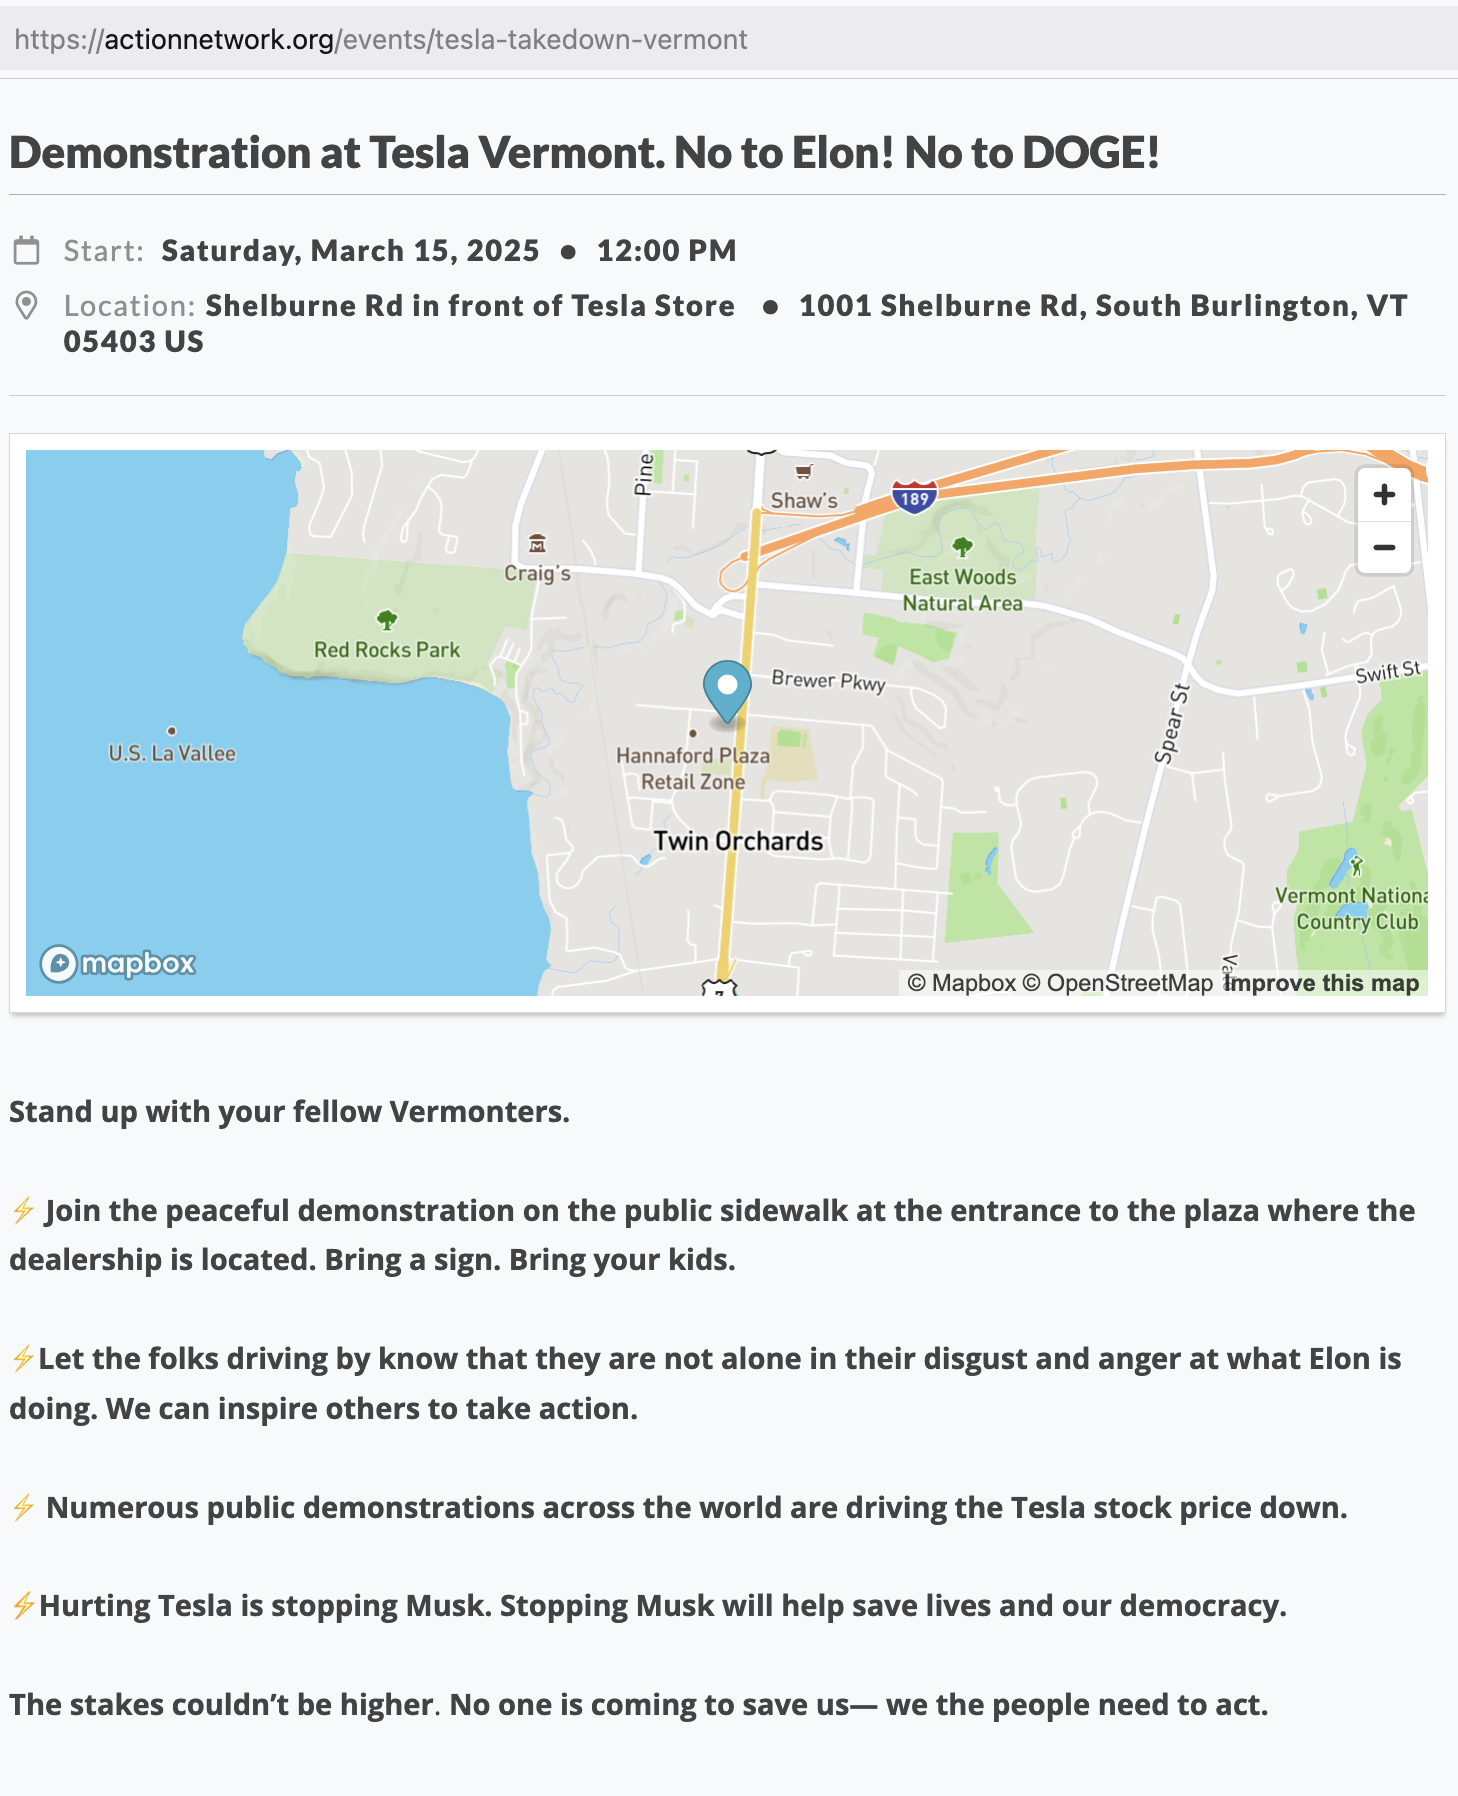 https://actionnetwork.org/events/tesla-takedown-vermont
Demonstration at Tesla Vermont. No to Elon! No to DOGE!
Start: Saturday, March 15, 2025 • 12:00 PM
Location: Shelburne Rd in front of Tesla Store • 1001 Shelburne Rd, South Burlington, VT
05403 US
Pine
Shaw's
189
+
−
Craig's
East Woods
Natural Area
Red Rocks Park
Brewer Pkwy
Swift St
Spear St
U.S. La Vallee
Hannaford Plaza
Retail Zone
Twin Orchards
Vermont Nationa
Country Club
mapbox
7
© Mapbox © OpenStreetMap Improve this map
Stand up with your fellow Vermonters.
⚡ Join the peaceful demonstration on the public sidewalk at the entrance to the plaza where the
dealership is located. Bring a sign. Bring your kids.
⚡Let the folks driving by know that they are not alone in their disgust and anger at what Elon is
doing. We can inspire others to take action.
⚡ Numerous public demonstrations across the world are driving the Tesla stock price down.
⚡Hurting Tesla is stopping Musk. Stopping Musk will help save lives and our democracy.
The stakes couldn’t be higher. No one is coming to save us— we the people need to act.